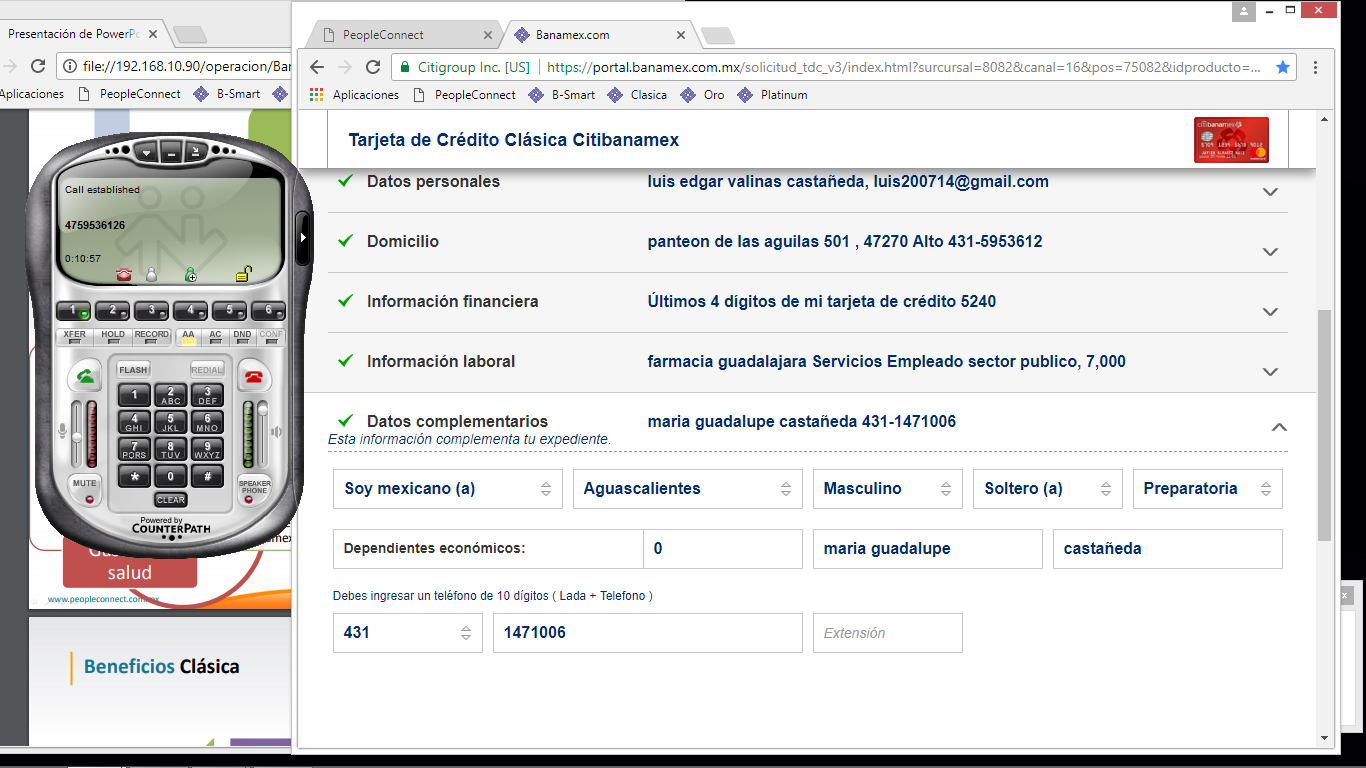 Presentación de PowerPo
PeopleConnect
Banamex.com
file://192.168.10.90/operacion/Ban
Citigroup Inc. [US]
https://portal.banamex.com.mx/solicitud_tdc_v3/index.html?surcursal=8082&canal=16&pos=75082&idproducto=...
Aplicaciones
PeopleConnect
B-Smart
Aplicaciones
PeopleConnect
B-Smart
Clasica
Oro
Platinum
Tarjeta de Crédito Clásica Citibanamex
citibanamex
Datos personales
luis edgar valinas castañeda, luis200714@gmail.com
Domicilio
panteon de las aguilas 501 , 47270 Alto 431-5953612
Información financiera
Últimos 4 dígitos de mi tarjeta de crédito 5240
Información laboral
farmacia guadalajara Servicios Empleado sector publico, 7,000
Datos complementarios
maria guadalupe castañeda 431-1471006
Esta información complementa tu expediente.
Soy mexicano (a)
Aguascalientes
Masculino
Soltero (a)
Preparatoria
Dependientes económicos:
0
maria guadalupe
castañeda
Debes ingresar un teléfono de 10 dígitos ( Lada + Telefono )
431
1471006
Extensión
Call established
4759536126
0:10:57
1 2 3 4 5 6
XFER HOLD RECORD AA AC DND CONF
FLASH
REDIAL
1
2 ABC
3 DEF
4 GHI
5 JKL
6 MNO
7 PQRS
8 TUV
9 WXYZ
* 0 #
MUTE
CLEAR
SPEAKER PHONE
Powered by
COUNTERPATH
salud
www.peopleconnect.com.mx
Beneficios Clásica